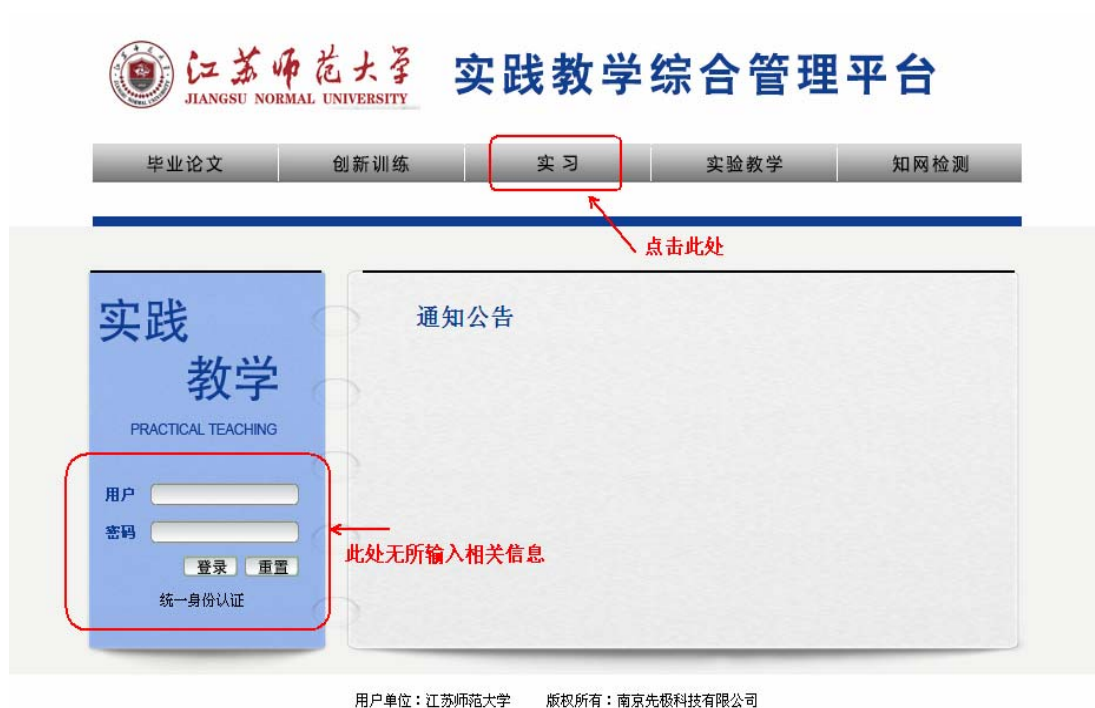 江苏师范大学
JIANGSU NORMAL UNIVERSITY
实践教学综合管理平台
毕业论文 创新训练 实习 实验教学 知网检测
点击此处
实践
教学
PRACTICAL TEACHING
通知公告
用户
密码
登录 重置
统一身份认证
此处无所输入相关信息
用户单位：江苏师范大学 版权所有：南京先极科技有限公司